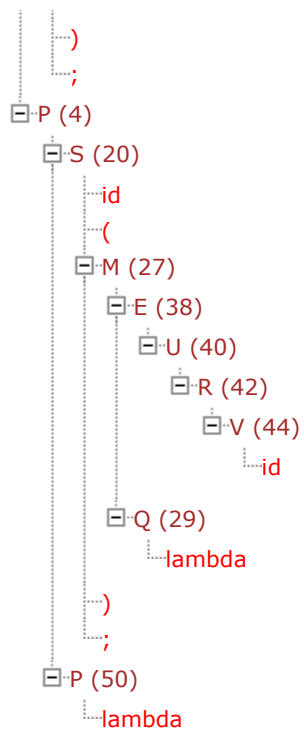 )
;
P (4)
S (20)
id
(
M (27)
E (38)
U (40)
R (42)
V (44)
id
Q (29)
lambda
)
;
P (50)
lambda